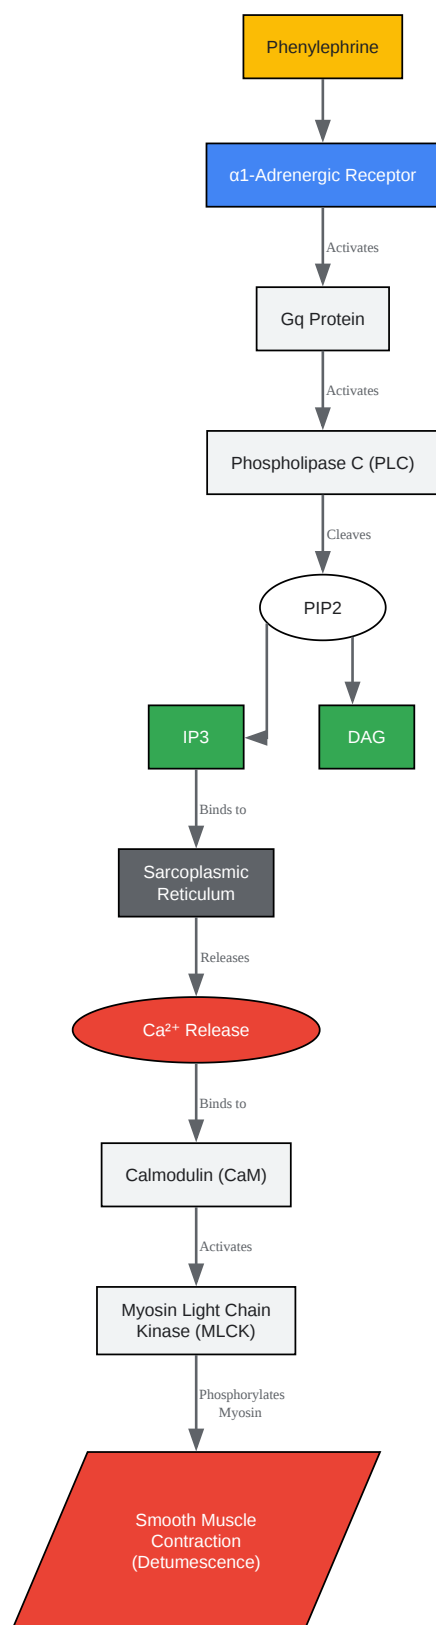 Phenylephrine
α1-Adrenergic Receptor
Activates
Gq Protein
Activates
Phospholipase C (PLC)
Cleaves
PIP2
IP3
DAG
Binds to
Sarcoplasmic
Reticulum
Releases
Ca²⁺ Release
Binds to
Calmodulin (CaM)
Activates
Myosin Light Chain
Kinase (MLCK)
Phosphorylates
Myosin
Smooth Muscle
Contraction
(Detumescence)